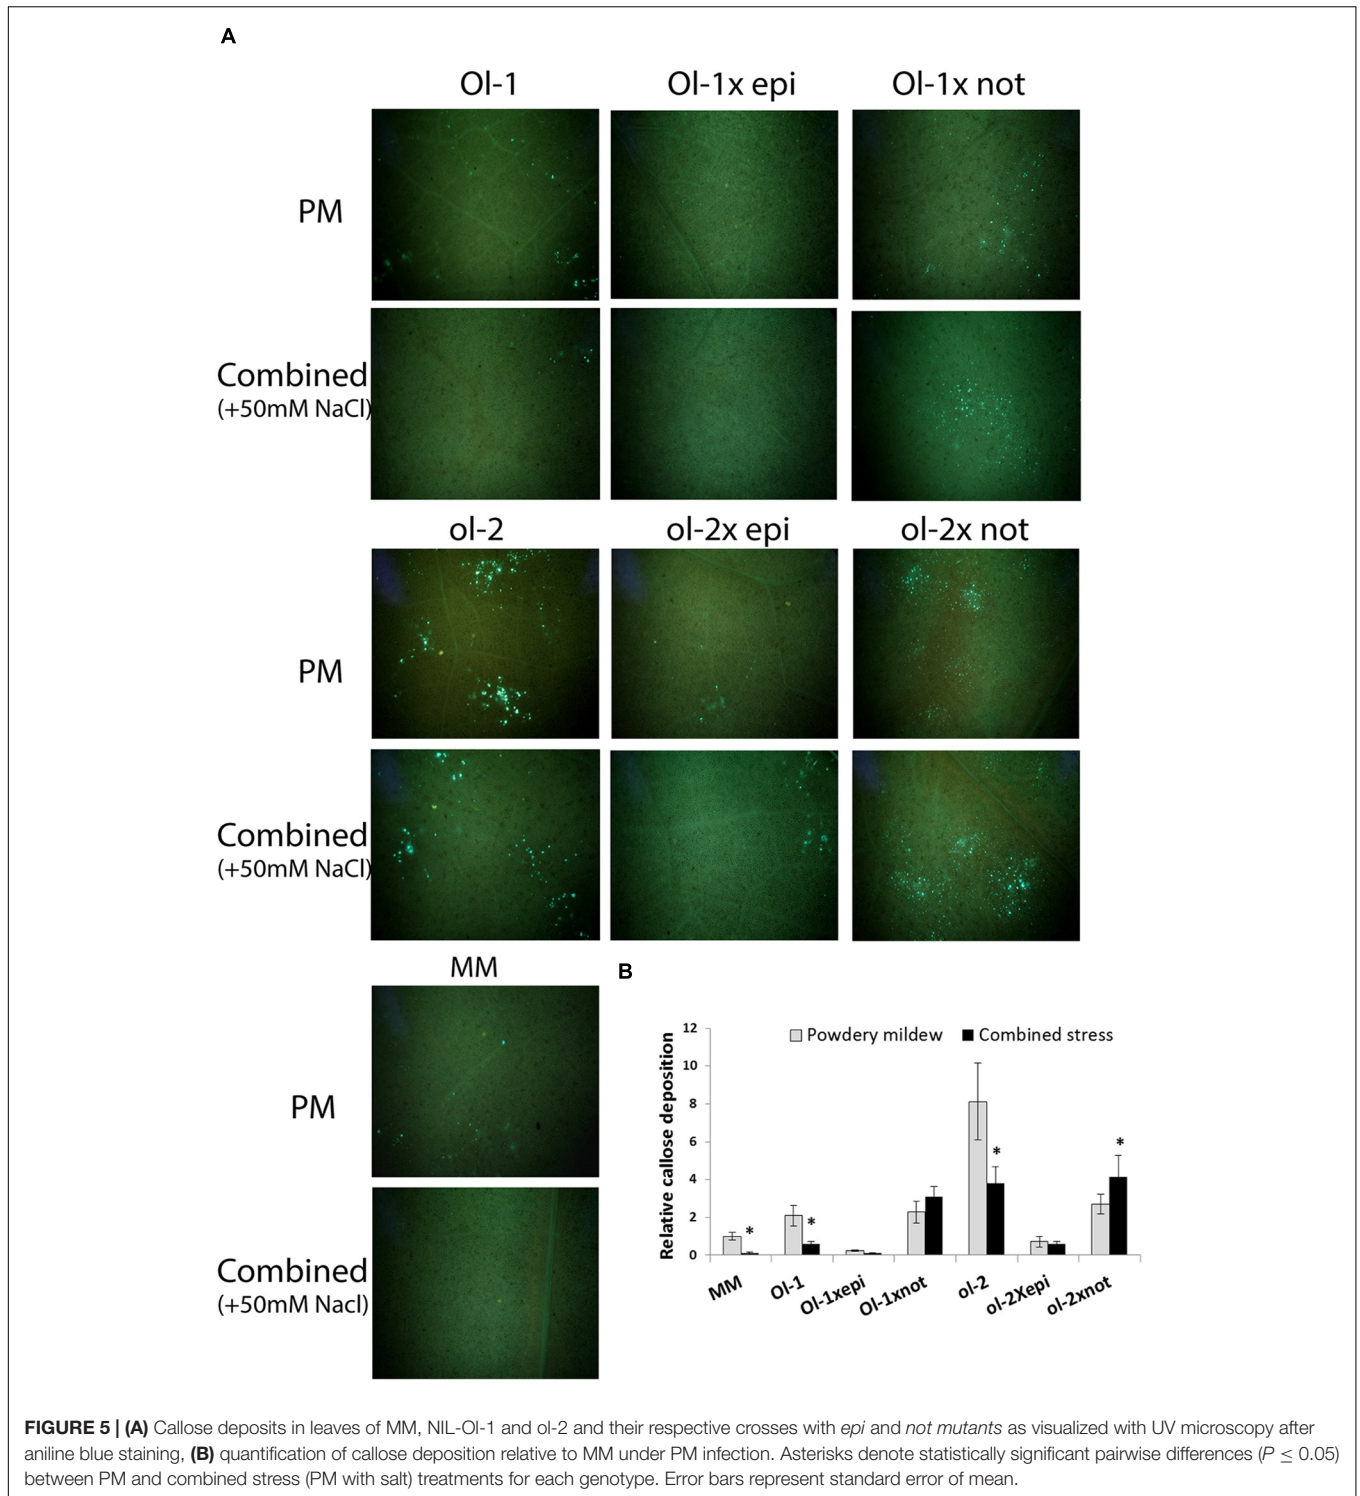 A
Ol-1 Ol-1x epi Ol-1x not
PM
Combined
(+50mM NaCl)
ol-2 ol-2x epi ol-2x not
PM
Combined
(+50mM NaCl)
MM
PM
Combined
(+50mM Nacl)
B
Powdery mildew Combined stress
Relative callose deposition
12
10
8
6
4
2
0
* * * *
MM Ol-1 Ol-1xepi Ol-1xnot ol-2 ol-2Xepi ol-2xnot
FIGURE 5 | (A) Callose deposits in leaves of MM, NIL-Ol-1 and ol-2 and their respective crosses with epi and not mutants as visualized with UV microscopy after
aniline blue staining, (B) quantification of callose deposition relative to MM under PM infection. Asterisks denote statistically significant pairwise differences (P ≤ 0.05)
between PM and combined stress (PM with salt) treatments for each genotype. Error bars represent standard error of mean.